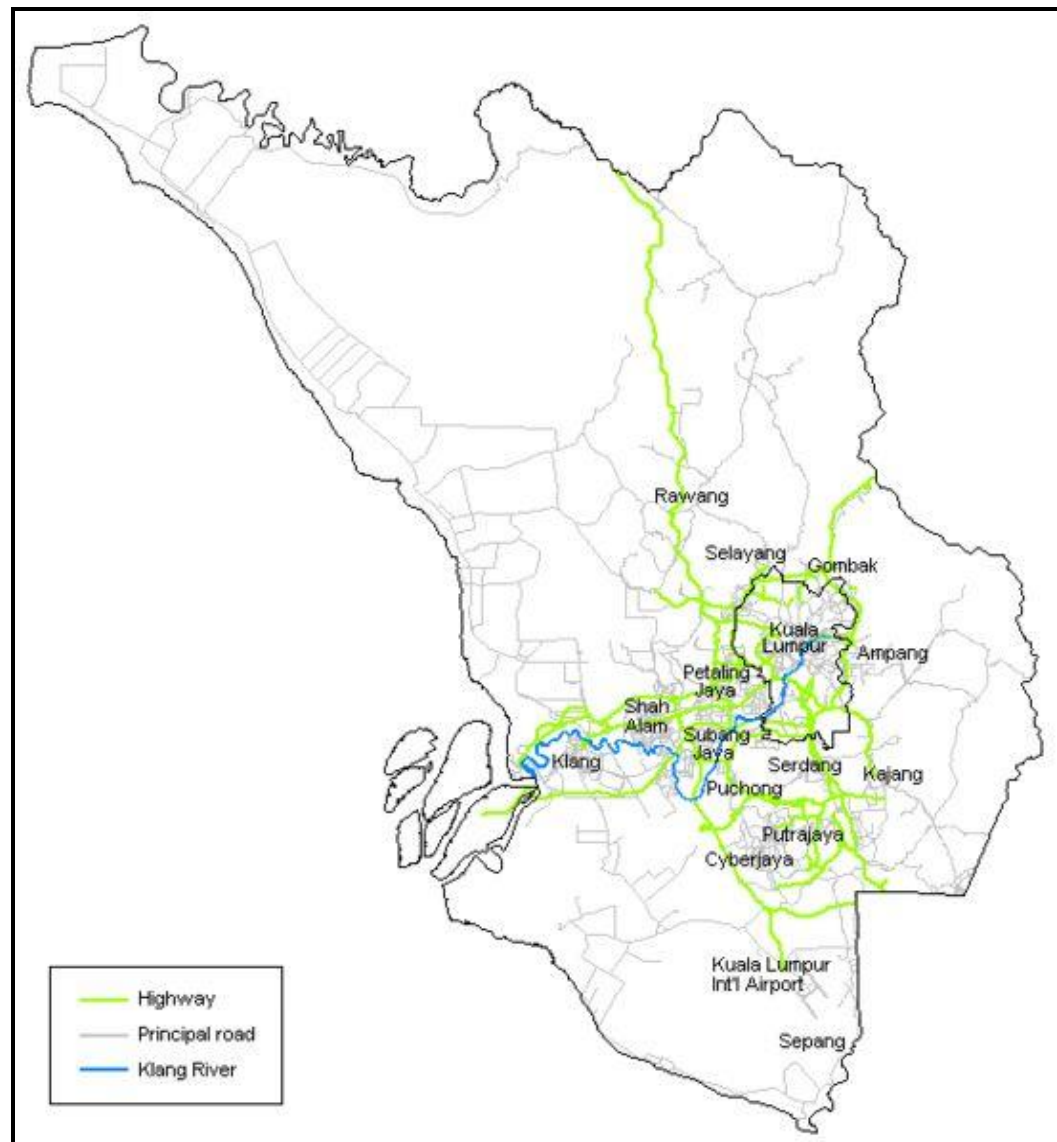 Rawang
Selayang
Gombak
Kuala
Lumpur
Ampang
Petaling
Jaya
Shah
Alam
Subang
Jaya
Klang
Serdang
Kajang
Puchong
Putrajaya
Cyberjaya
Kuala Lumpur
Int'l Airport
Sepang
Highway
Principal road
Klang River